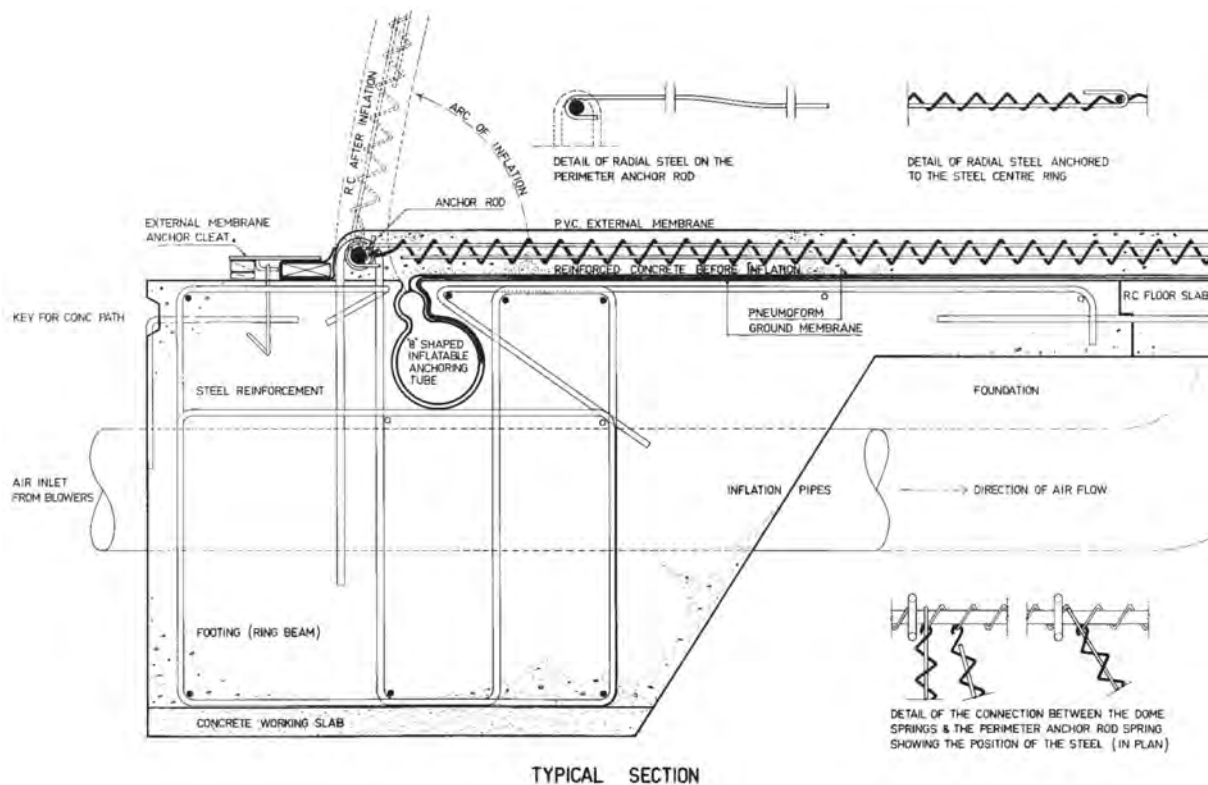 R.C. AFTER INFLATION
ARC OF INFLATION
DETAIL OF RADIAL STEEL ON THE
PERIMETER ANCHOR ROD
DETAIL OF RADIAL STEEL ANCHORED
TO THE STEEL CENTRE RING
ANCHOR ROD
EXTERNAL MEMBRANE
ANCHOR CLEAT
P.V.C. EXTERNAL MEMBRANE
REINFORCED CONCRETE BEFORE INFLATION
KEY FOR CONC. PATH
PNEUMOFORM
GROUND MEMBRANE
R.C. FLOOR SLAB
"8" SHAPED
INFLATABLE
ANCHORING
TUBE
STEEL REINFORCEMENT
FOUNDATION
AIR INLET
FROM BLOWERS
INFLATION PIPES
DIRECTION OF AIR FLOW
FOOTING (RING BEAM)
CONCRETE WORKING SLAB
DETAIL OF THE CONNECTION BETWEEN THE DOME
SPRINGS & THE PERIMETER ANCHOR ROD SPRING
SHOWING THE POSITION OF THE STEEL (IN PLAN)
TYPICAL SECTION